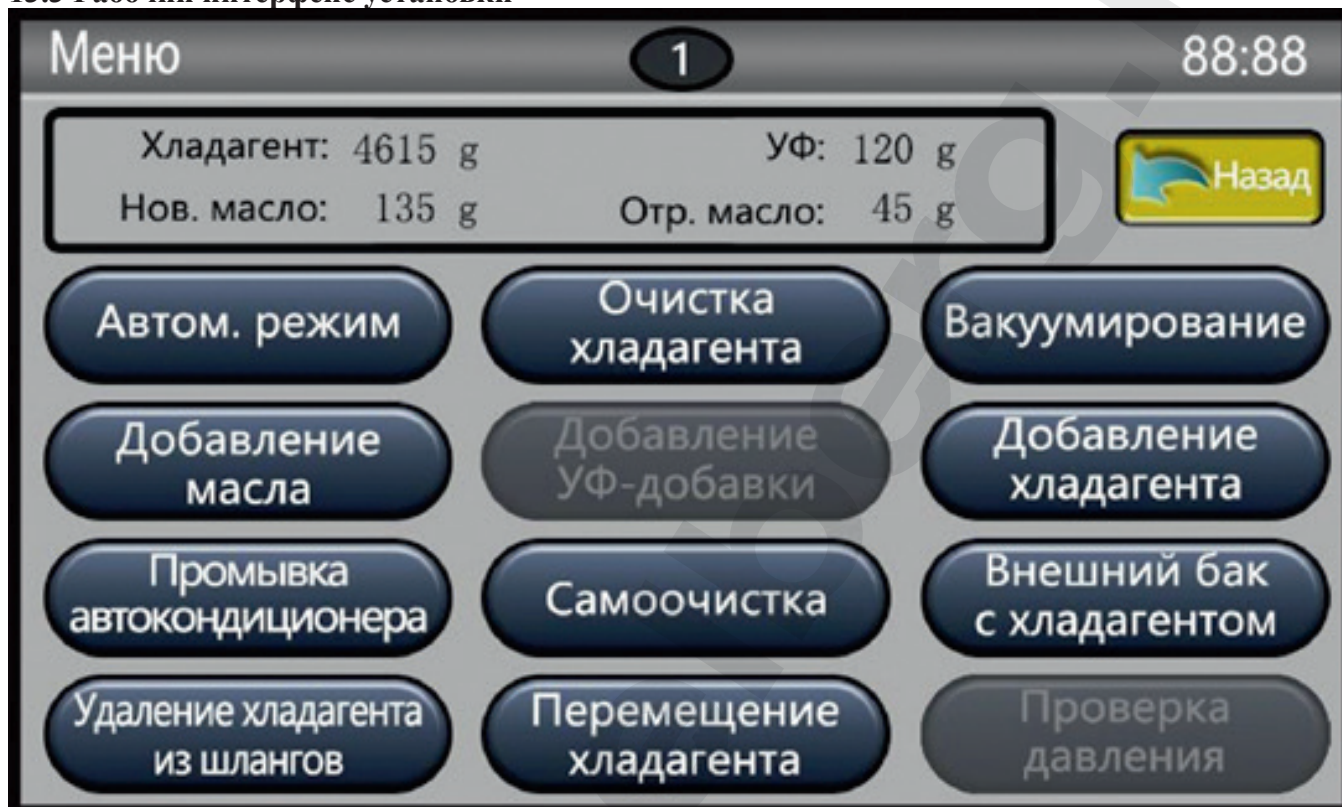 Меню 1 88:88
Хладагент: 4615 g УФ: 120 g
Назад
Нов. масло: 135 g Отр. масло: 45 g
Автом. режим
Очистка
хладагента
Вакуумирование
Добавление
масла
Добавление
УФ-добавки
Добавление
хладагента
Промывка
автокондиционера
Самоочистка
Внешний бак
с хладагентом
Удаление хладагента
из шлангов
Перемещение
хладагента
Проверка
давления